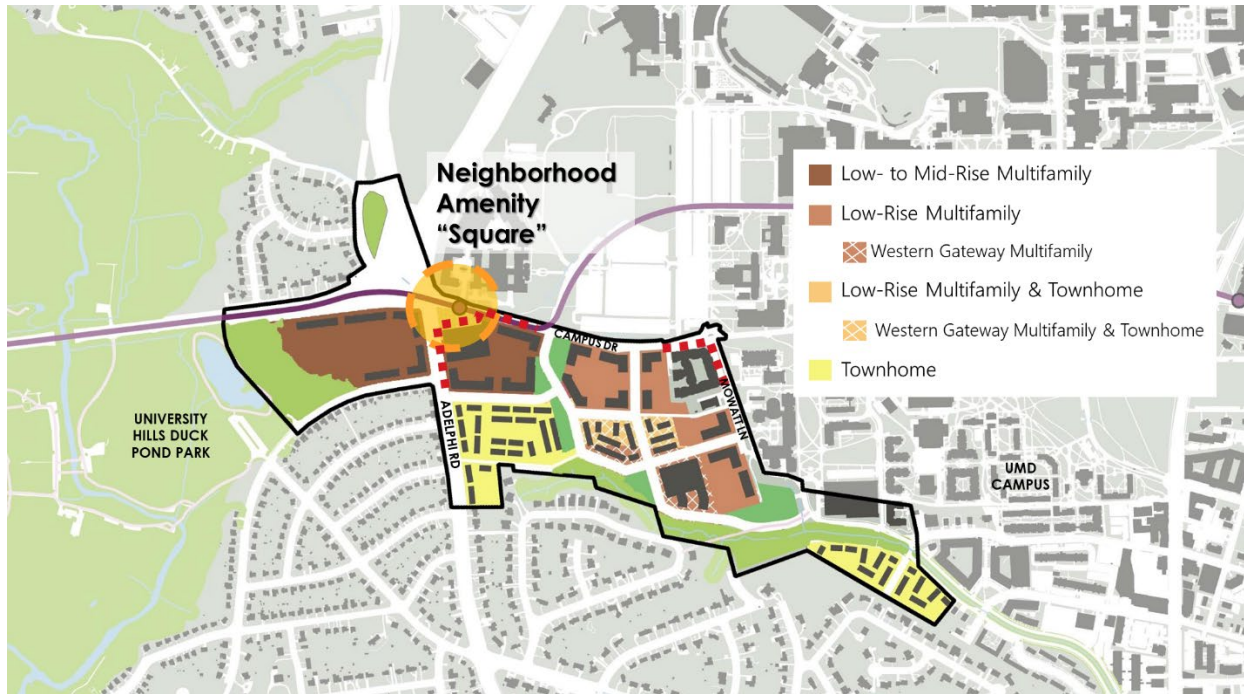 Neighborhood
Amenity
“Square”
Low- to Mid-Rise Multifamily
Low-Rise Multifamily
Western Gateway Multifamily
Low-Rise Multifamily & Townhome
Western Gateway Multifamily & Townhome
Townhome
CAMPUS DR
MOWATT LN
ADELPHI RD
UNIVERSITY
HILLS DUCK
POND PARK
UMD
CAMPUS